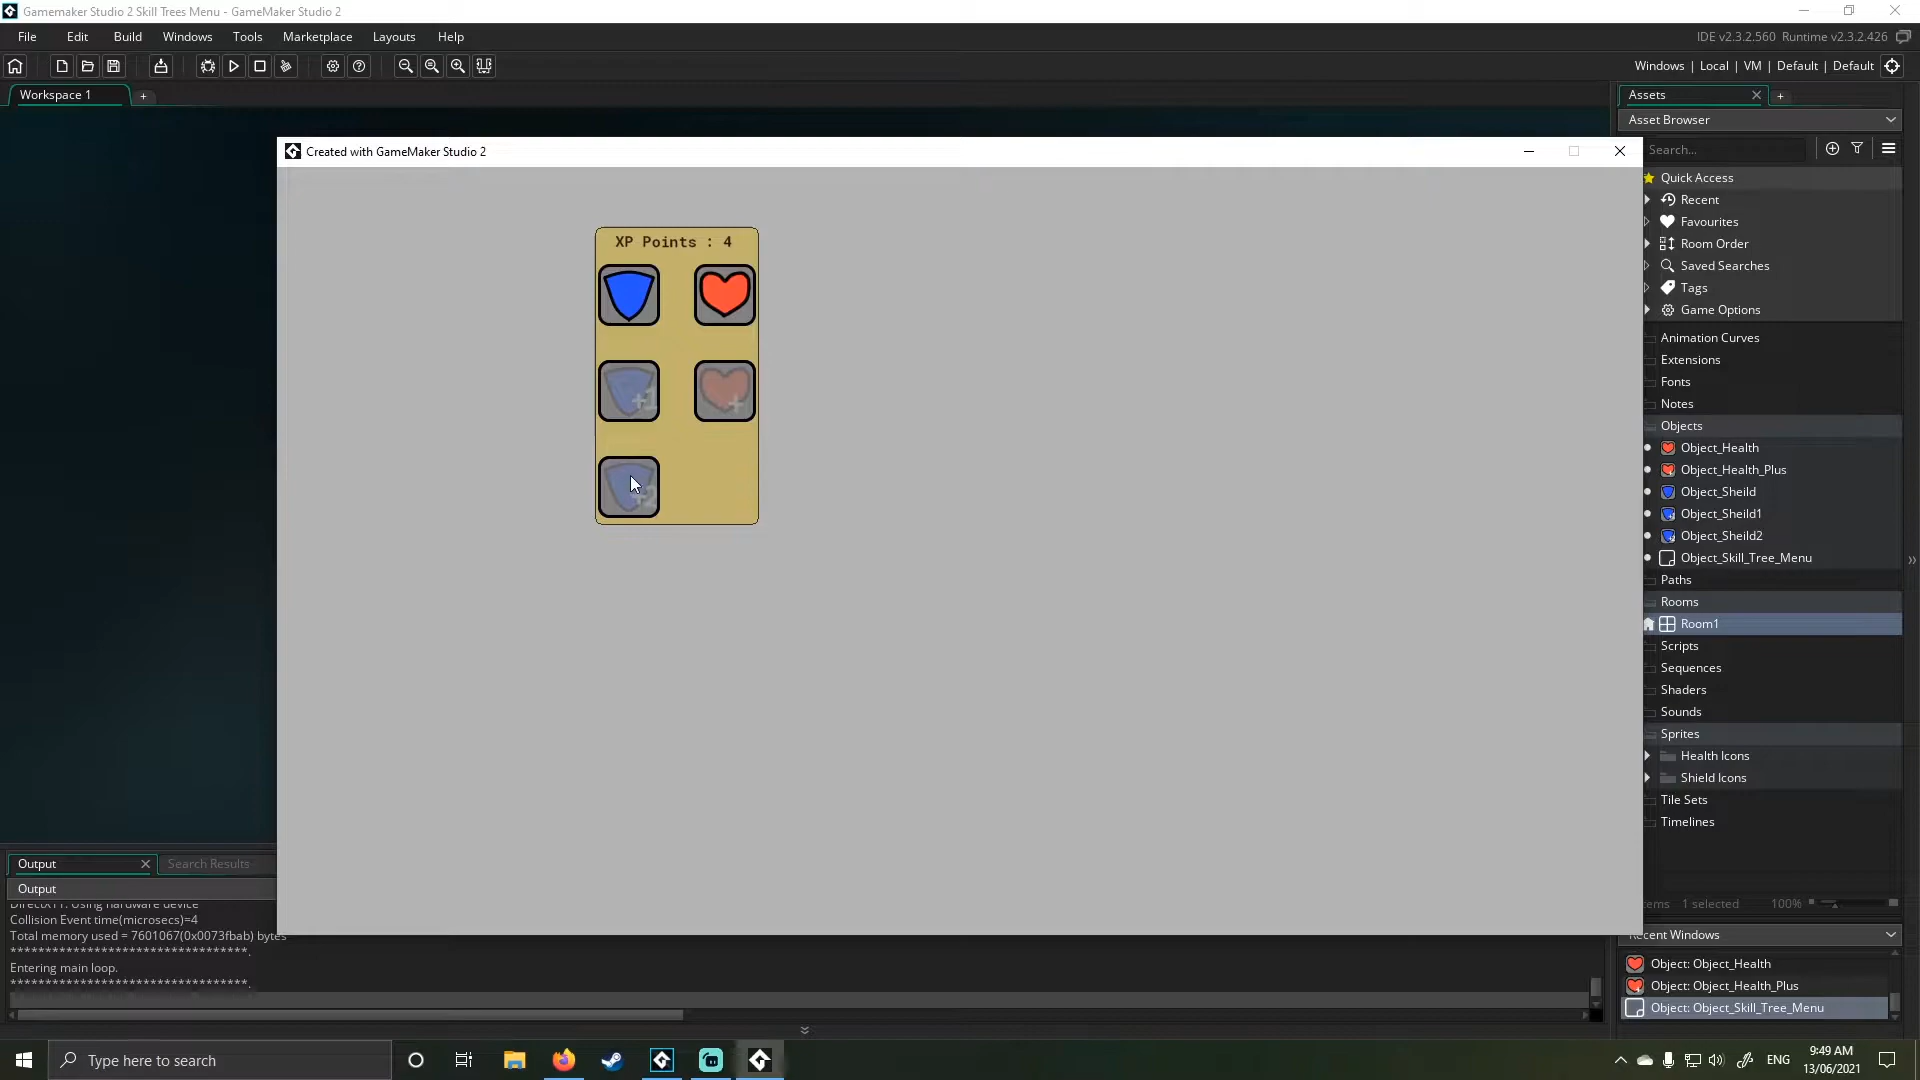 Gamemaker Studio 2 Skill Trees Menu - GameMaker Studio 2
File Edit Build Windows Tools Marketplace Layouts Help
IDE v2.3.2.560 Runtime v2.3.2.426
Windows | Local | VM | Default | Default
Workspace 1
Assets
Asset Browser
Search...
Created with GameMaker Studio 2
XP Points : 4
+1
+
+2
Quick Access
Recent
Favourites
Room Order
Saved Searches
Tags
Game Options
Animation Curves
Extensions
Fonts
Notes
Objects
Object_Health
Object_Health_Plus
Object_Sheild
Object_Sheild1
Object_Sheild2
Object_Skill_Tree_Menu
Paths
Rooms
Room1
Scripts
Sequences
Shaders
Sounds
Sprites
Health Icons
Shield Icons
Tile Sets
Timelines
1 selected 100%
Recent Windows
Object: Object_Health
Object: Object_Health_Plus
Object: Object_Skill_Tree_Menu
Output
Search Results
Output
DirectX11: Using hardware device
Collision Event time(microsecs)=4
Total memory used = 7601067(0x0073fbab) bytes
**********************************.
Entering main loop.
**********************************.
Type here to search
ENG
9:49 AM
13/06/2021